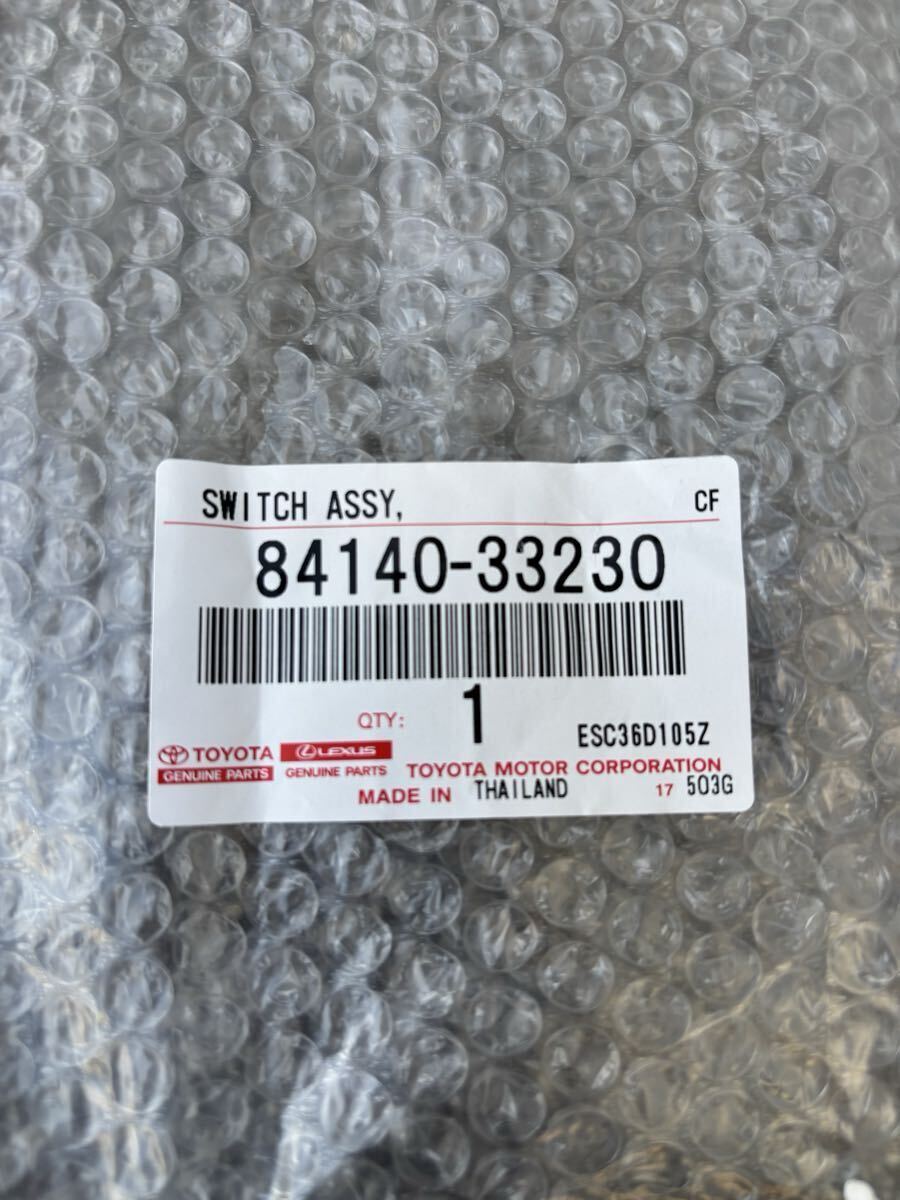 SWITCH ASSY, CF
84140-33230
QTY: 1 ESC36D105Z
TOYOTA LEXUS
GENUINE PARTS GENUINE PARTS TOYOTA MOTOR CORPORATION
MADE IN THAILAND 17 503G